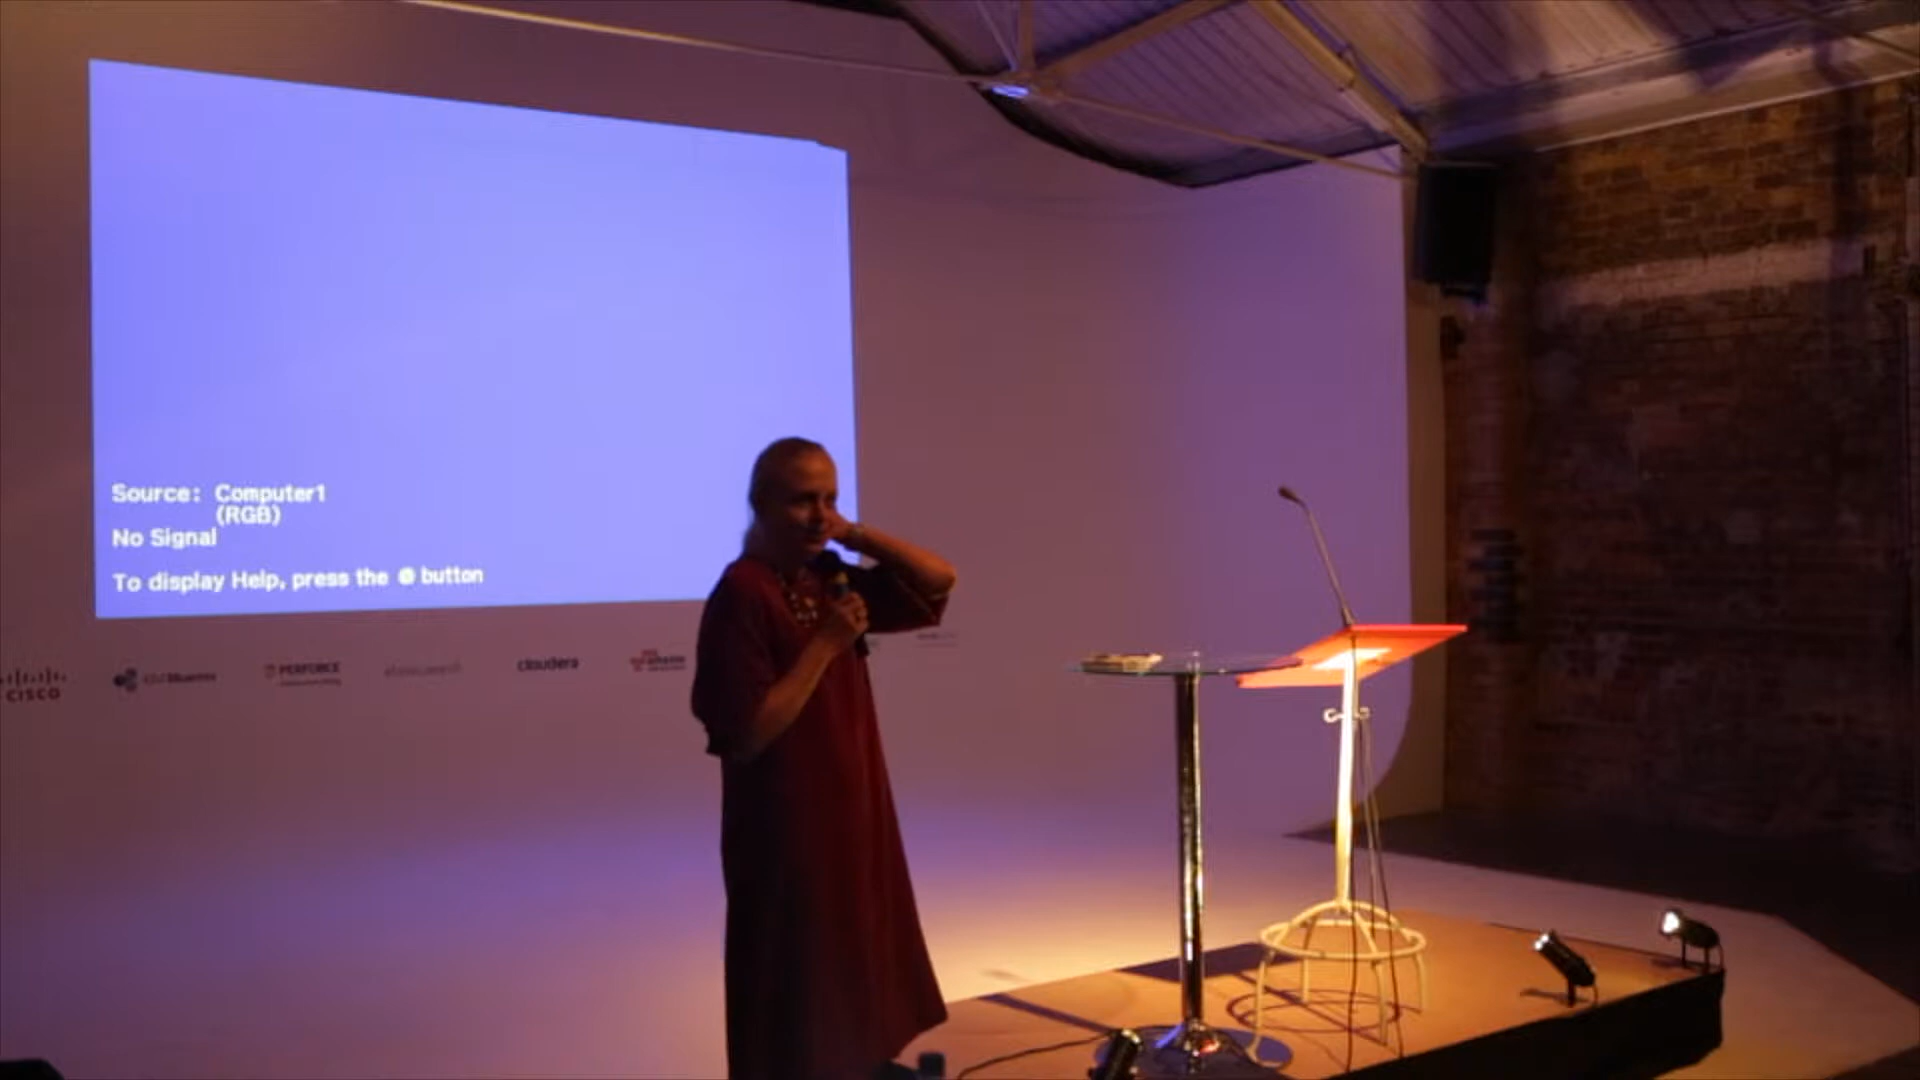 Source: Computer1
(RGB)
No Signal
To display Help, press the button
CISCO
PERFORCE
cloudera